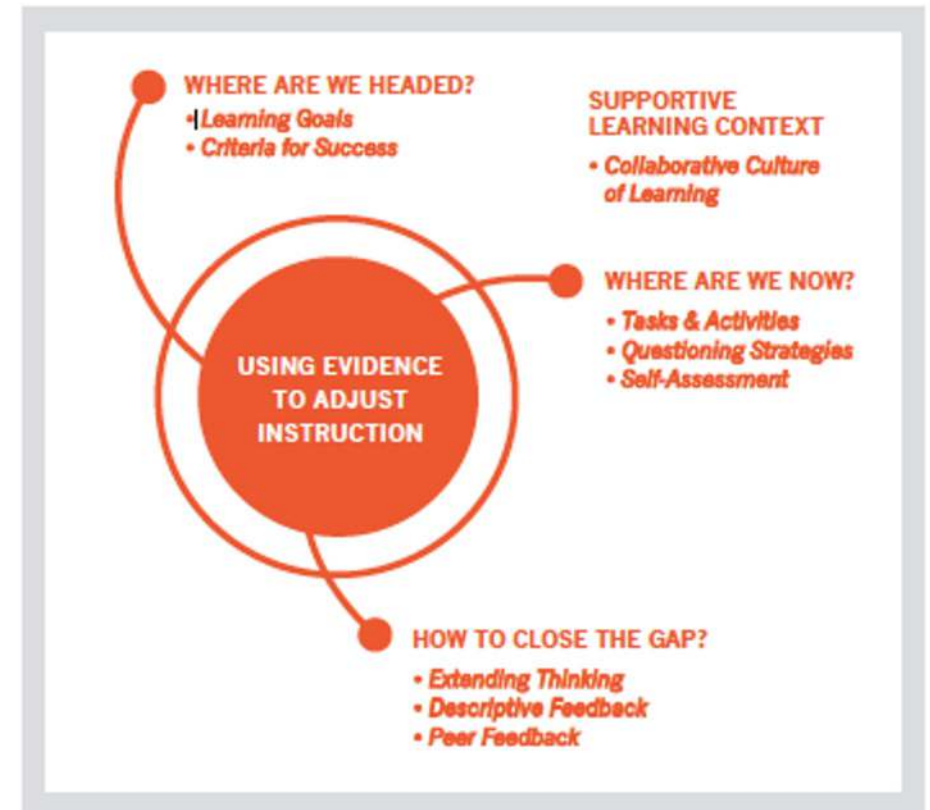 WHERE ARE WE HEADED?
• Learning Goals
• Criteria for Success
SUPPORTIVE
LEARNING CONTEXT
• Collaborative Culture
of Learning
WHERE ARE WE NOW?
• Tasks & Activities
• Questioning Strategies
• Self-Assessment
USING EVIDENCE
TO ADJUST
INSTRUCTION
HOW TO CLOSE THE GAP?
• Extending Thinking
• Descriptive Feedback
• Peer Feedback